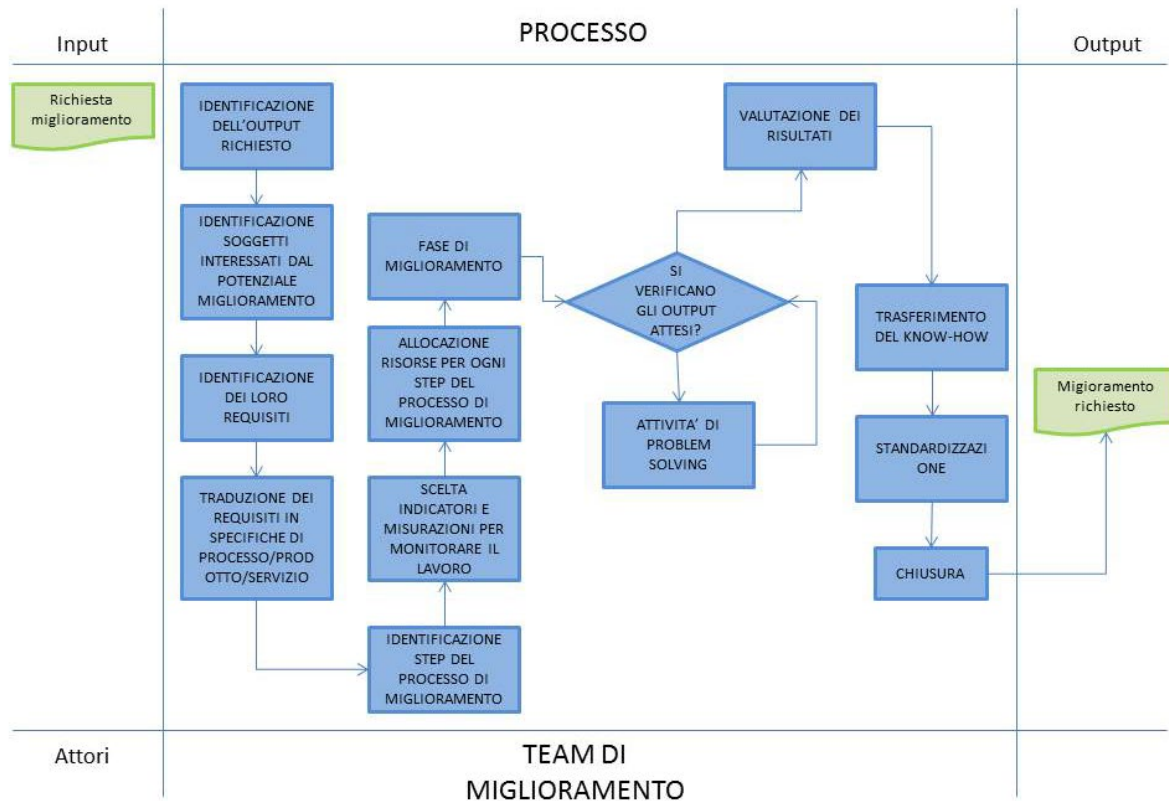 Input
PROCESSO
Output
Richiesta
miglioramento
IDENTIFICAZIONE
DELL'OUTPUT
RICHIESTO
IDENTIFICAZIONE
SOGGETTI
INTERESSATI DAL
POTENZIALE
MIGLIORAMENTO
IDENTIFICAZIONE
DEI LORO
REQUISITI
TRADUZIONE DEI
REQUISITI IN
SPECIFICHE DI
PROCESSO/PROD
OTTO/SERVIZIO
IDENTIFICAZIONE
STEP DEL
PROCESSO DI
MIGLIORAMENTO
SCELTA
INDICATORI E
MISURAZIONI PER
MONITORARE IL
LAVORO
ALLOCAZIONE
RISORSE PER OGNI
STEP DEL
PROCESSO DI
MIGLIORAMENTO
FASE DI
MIGLIORAMENTO
SI
VERIFICANO
GLI OUTPUT
ATTESI?
ATTIVITA' DI
PROBLEM
SOLVING
VALUTAZIONE DEI
RISULTATI
TRASFERIMENTO
DEL KNOW-HOW
STANDARDIZZAZI
ONE
CHIUSURA
Migioramento
richiesto
Attori
TEAM DI
MIGLIORAMENTO